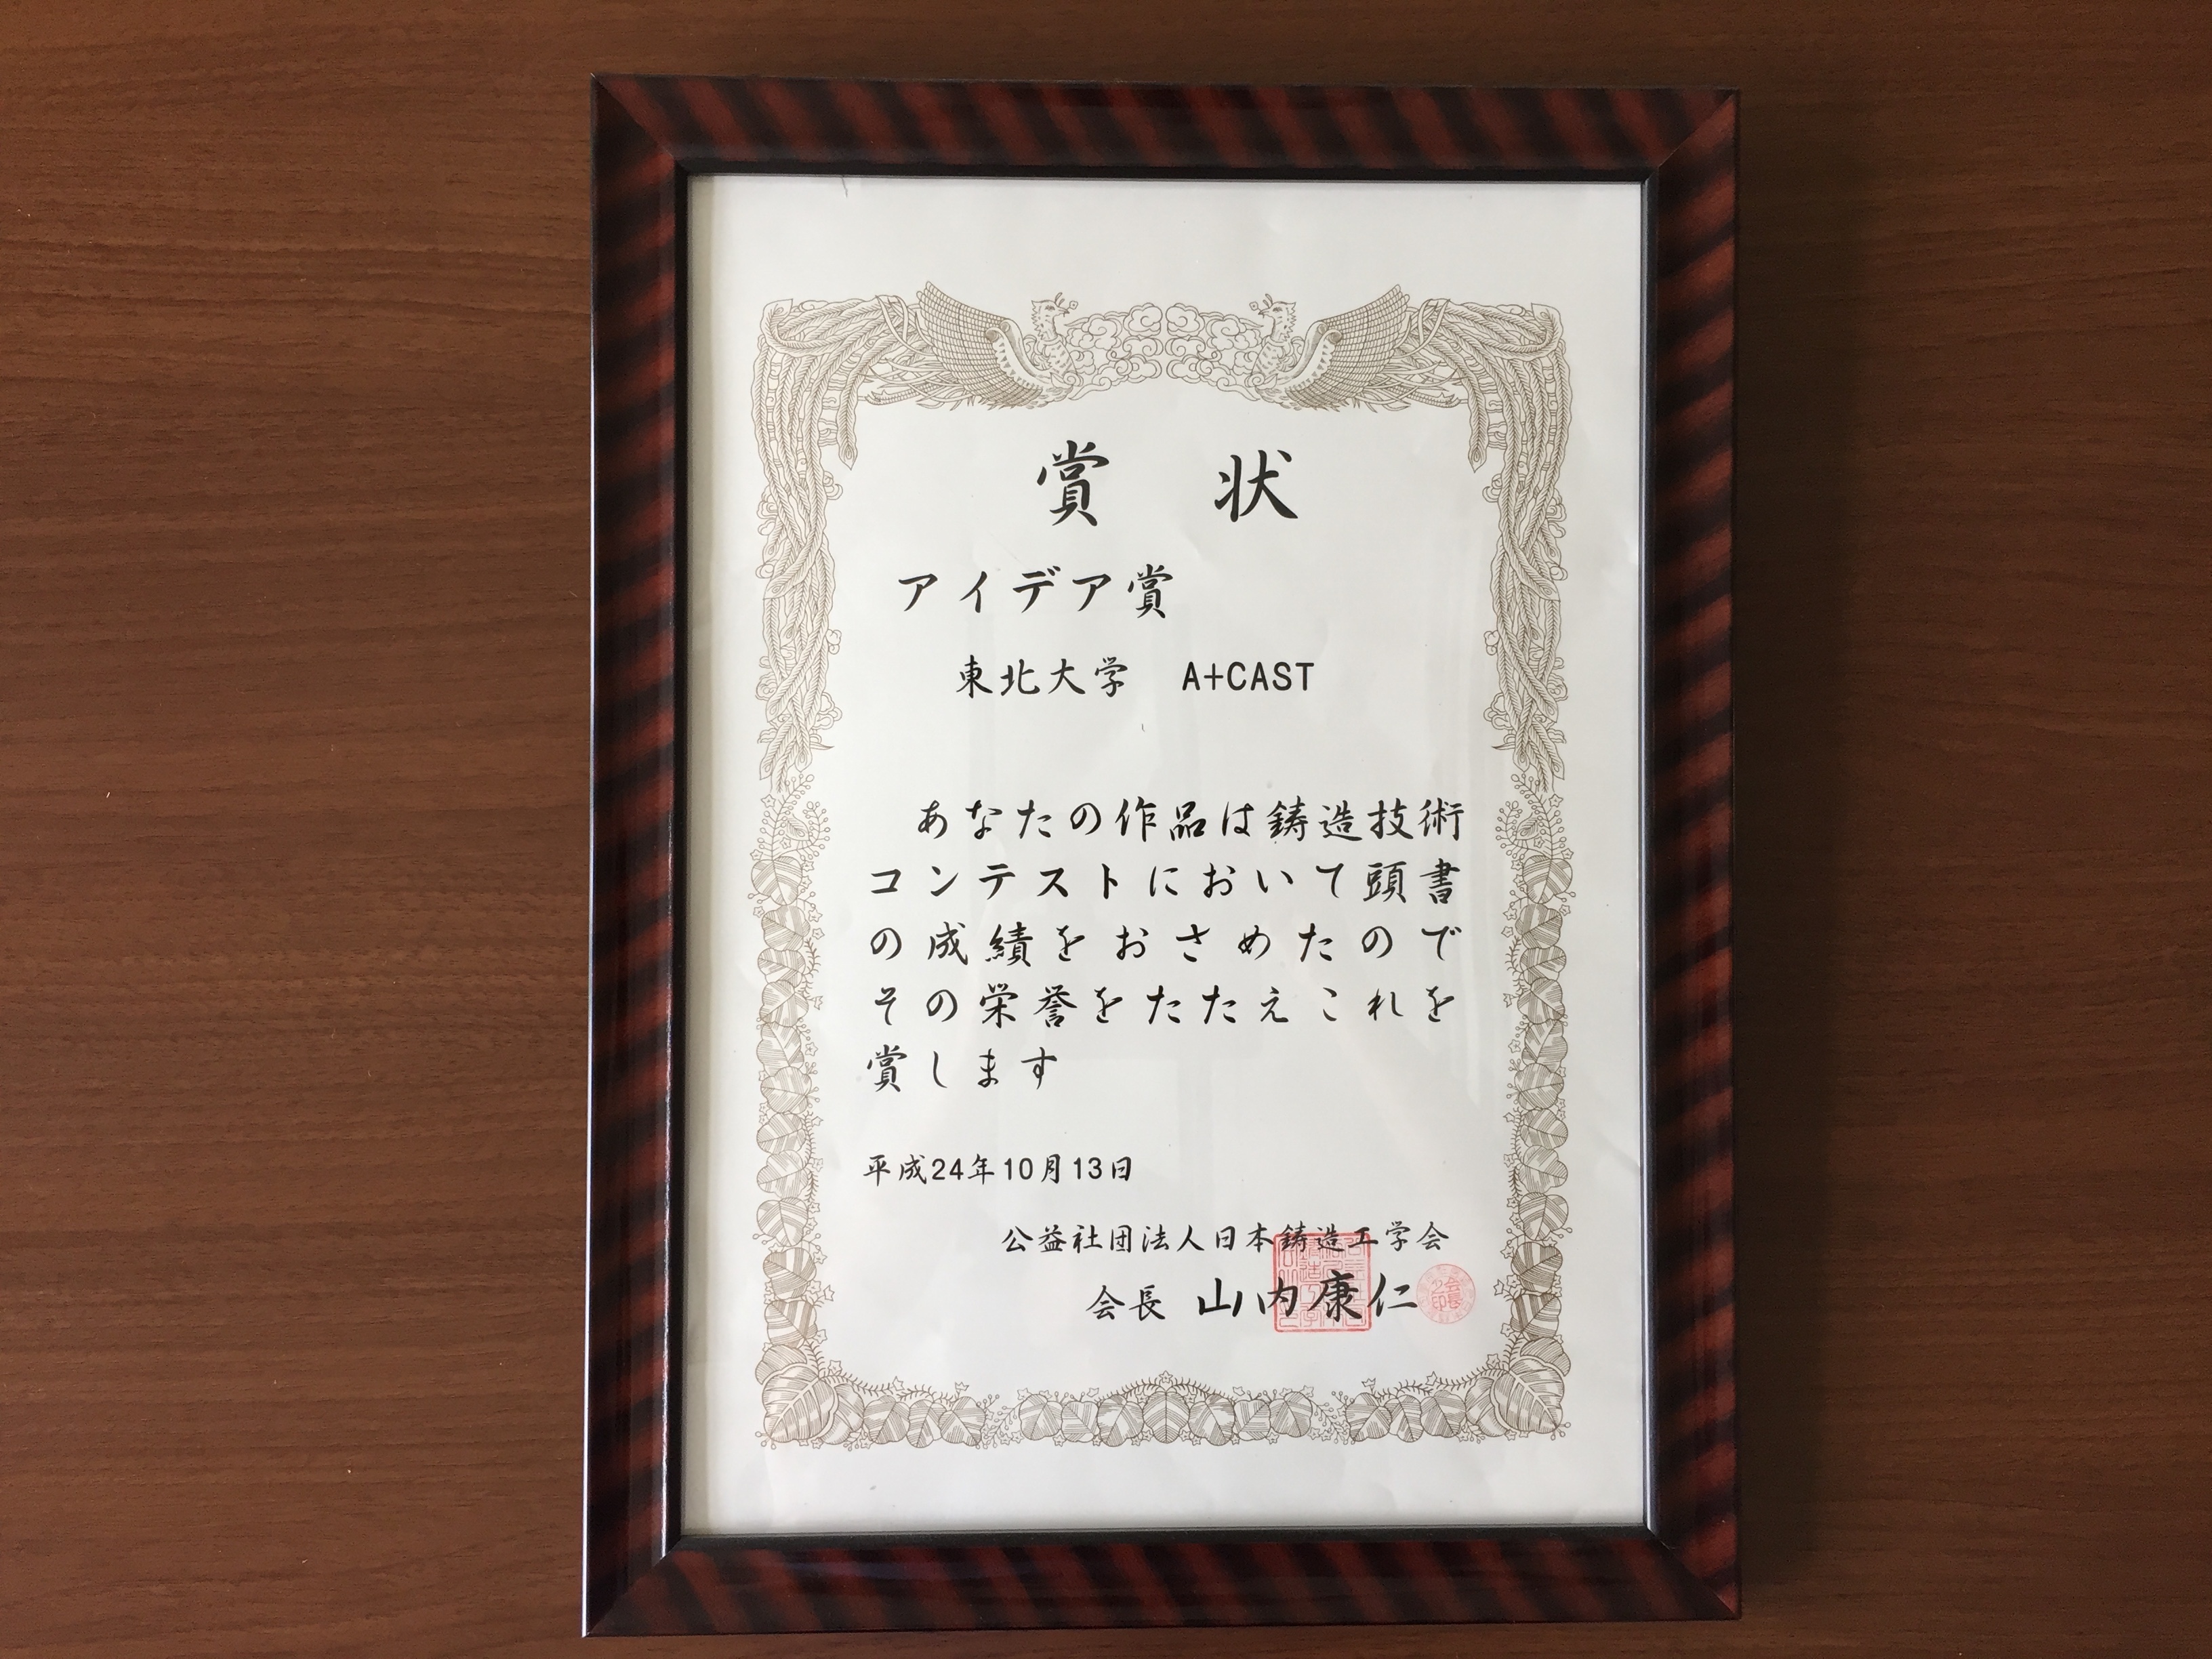 賞 状
アイデア賞
東北大学 A+CAST
あなたの作品は鋳造技術
コンテストにおいて頭書
の成績をおさめたので
その栄誉をたたえこれを
賞します
平成24年10月13日
公益社団法人日本鋳造工学会
会長 山内康仁